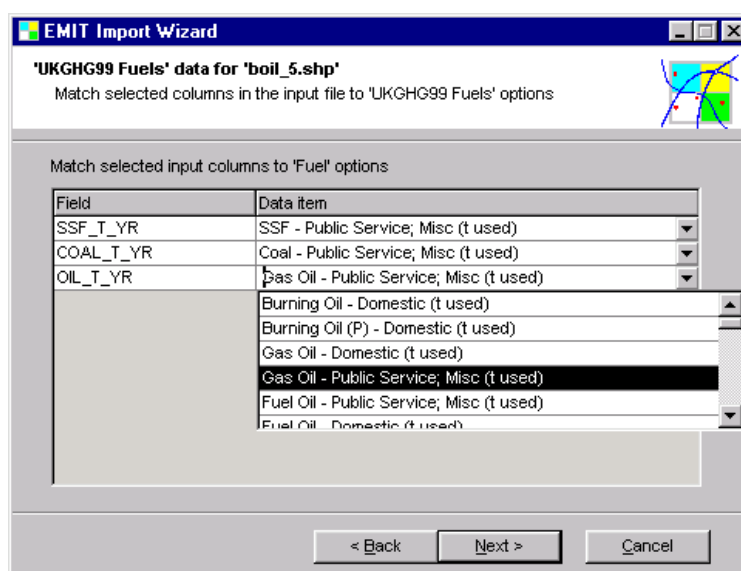 EMIT Import Wizard
'UKGHG99 Fuels' data for 'boil_5.shp'
Match selected columns in the input file to 'UKGHG99 Fuels' options
Match selected input columns to 'Fuel' options
Field Data item
SSF_T_YR SSF - Public Service; Misc (t used)
COAL_T_YR Coal - Public Service; Misc (t used)
OIL_T_YR Gas Oil - Public Service; Misc (t used)
Burning Oil - Domestic (t used)
Burning Oil (P) - Domestic (t used)
Gas Oil - Domestic (t used)
Gas Oil - Public Service; Misc (t used)
Fuel Oil - Public Service; Misc (t used)
Fuel Oil - Domestic (t used)
< Back Next > Cancel